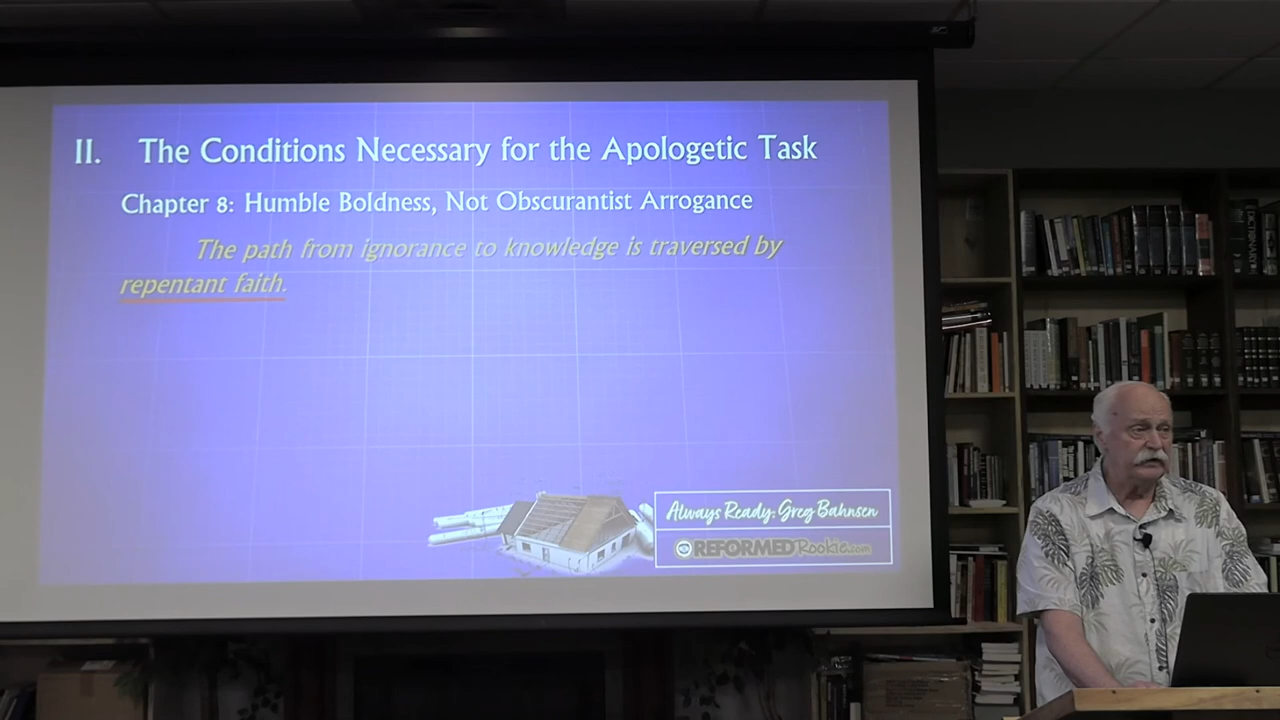 II. The Conditions Necessary for the Apologetic Task
Chapter 8: Humble Boldness, Not Obscurantist Arrogance
The path from ignorance to knowledge is traversed by
repentant faith.
Always Ready: Greg Bahnsen
REFORMEDRookie.com
DICTIONARY